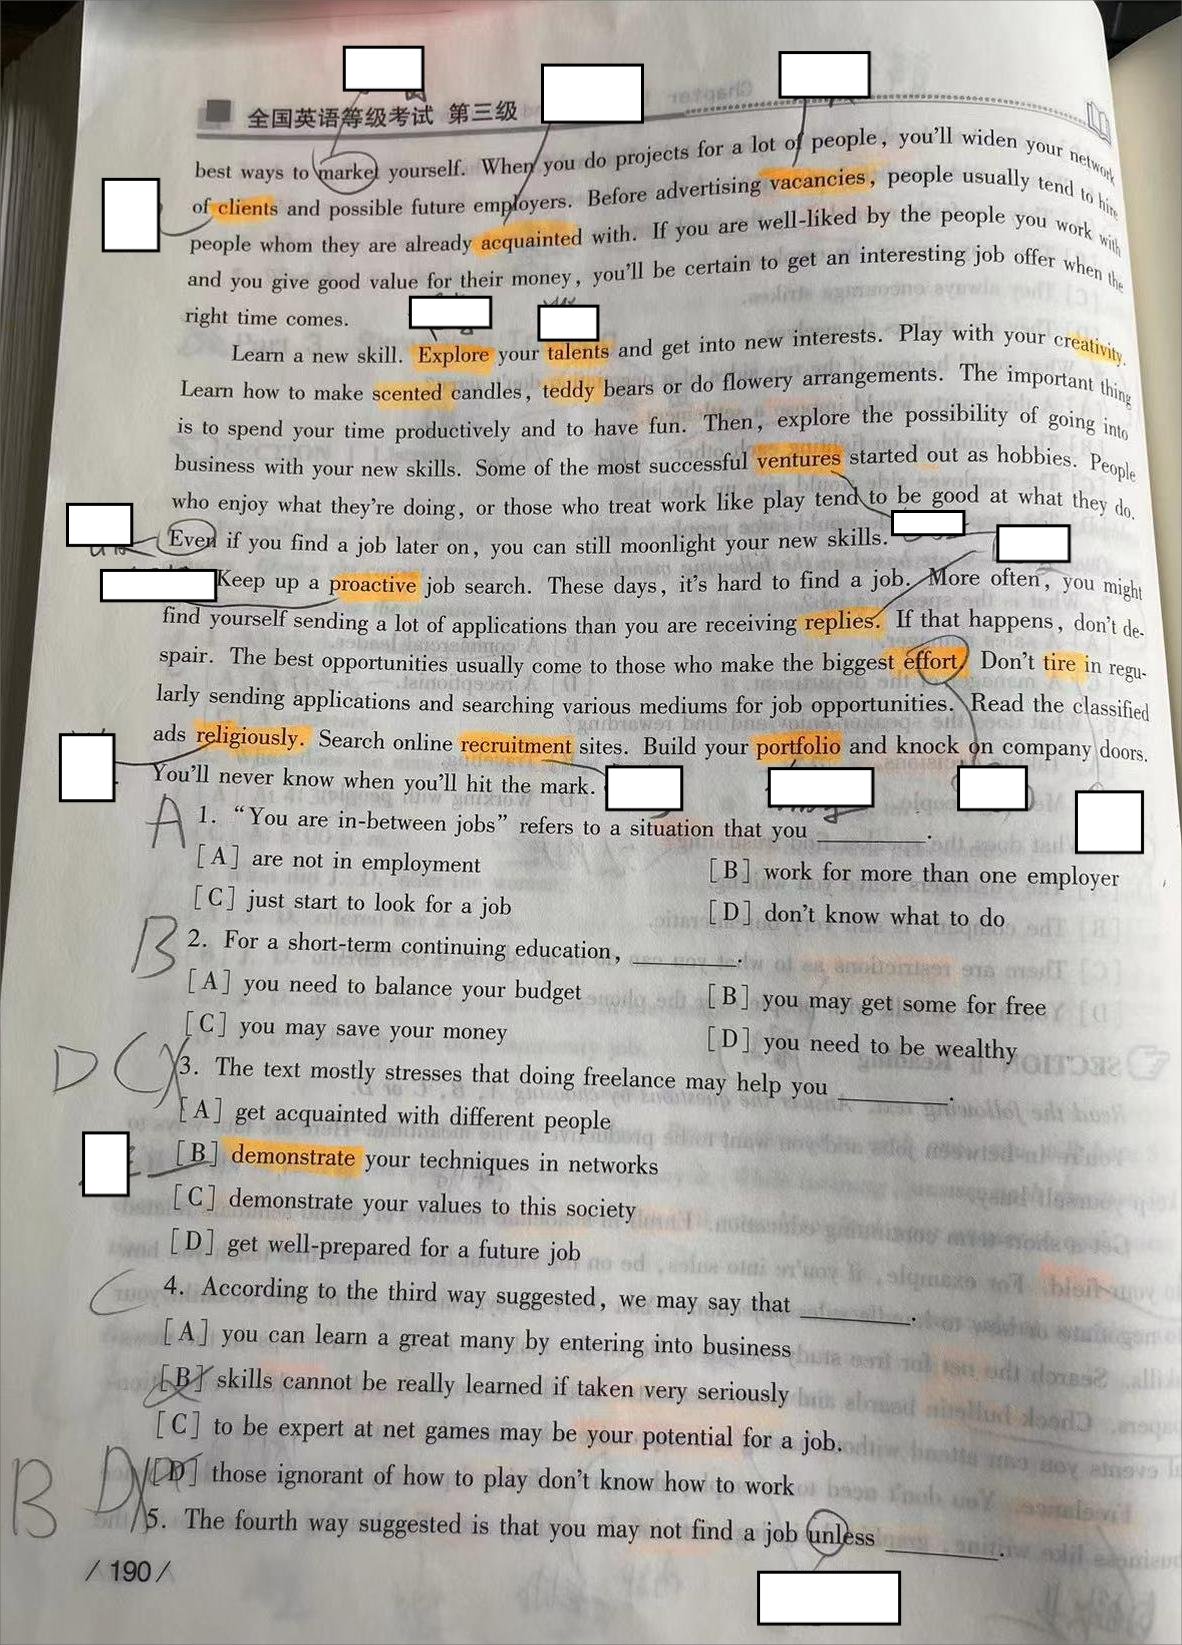 全国英语等级考试 第三级
best ways to market yourself. When you do projects for a lot of people, you'll widen your network
of clients and possible future employers. Before advertising vacancies, people usually tend to hire
people whom they are already acquainted with. If you are well-liked by the people you work with
and you give good value for their money, you'll be certain to get an interesting job offer when the
right time comes.
Learn a new skill. Explore your talents and get into new interests. Play with your creativity.
Learn how to make scented candles, teddy bears or do flowery arrangements. The important thing
is to spend your time productively and to have fun. Then, explore the possibility of going into
business with your new skills. Some of the most successful ventures started out as hobbies. People
who enjoy what they're doing, or those who treat work like play tend to be good at what they do.
Even if you find a job later on, you can still moonlight your new skills.
Keep up a proactive job search. These days, it's hard to find a job. More often, you might
find yourself sending a lot of applications than you are receiving replies. If that happens, don't de-
spair. The best opportunities usually come to those who make the biggest effort. Don't tire in regu-
larly sending applications and searching various mediums for job opportunities. Read the classified
ads religiously. Search online recruitment sites. Build your portfolio and knock on company doors.
You'll never know when you'll hit the mark.
A 1. "You are in-between jobs" refers to a situation that you ________.
[A] are not in employment [B] work for more than one employer
[C] just start to look for a job [D] don't know what to do
B 2. For a short-term continuing education, ________.
[A] you need to balance your budget [B] you may get some for free
[C] you may save your money [D] you need to be wealthy
D C 3. The text mostly stresses that doing freelance may help you ________.
[A] get acquainted with different people
[B] demonstrate your techniques in networks
[C] demonstrate your values to this society
[D] get well-prepared for a future job
C 4. According to the third way suggested, we may say that ________.
[A] you can learn a great many by entering into business
[B] skills cannot be really learned if taken very seriously
[C] to be expert at net games may be your potential for a job.
[D] those ignorant of how to play don't know how to work
B D 5. The fourth way suggested is that you may not find a job unless ________.
/ 190 /